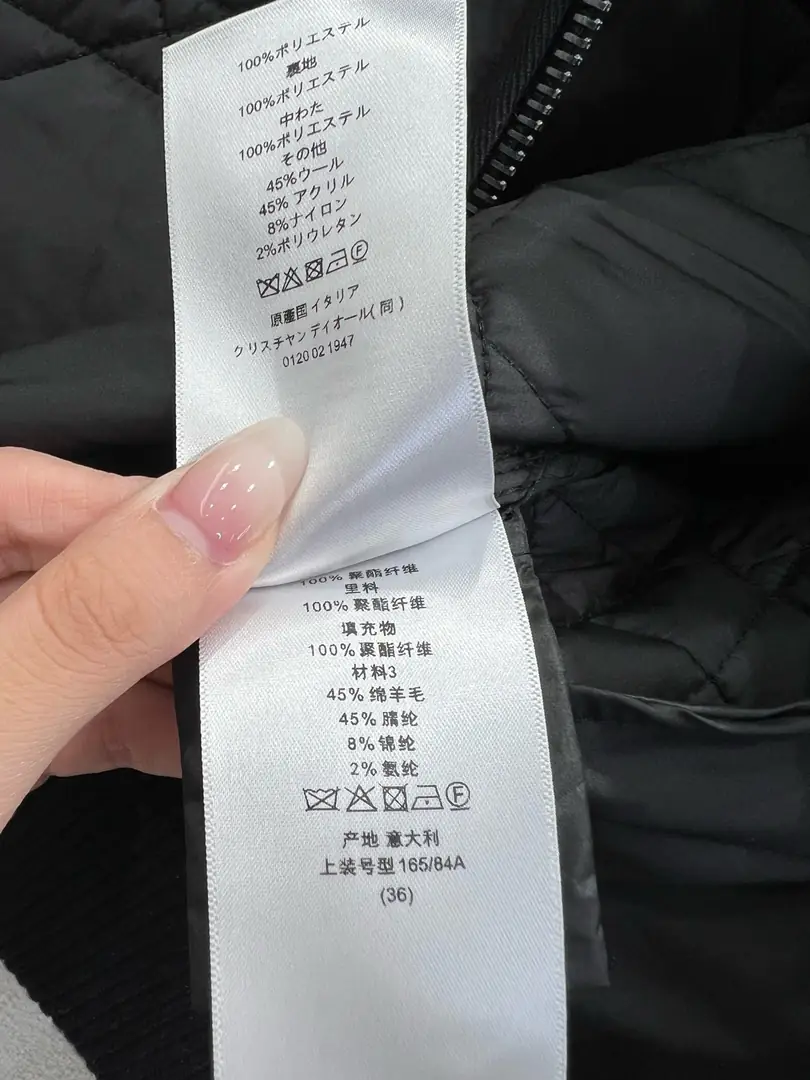 100%ポリエステル
裏地
100%ポリエステル
中わた
100%ポリエステル
その他
45%ウール
45% アクリル
8%ナイロン
2%ポリウレタン
F
原産国イタリア
クリスチャンディオール(同)
0120 02 1947
100% 聚酯纤维
里料
100% 聚酯纤维
填充物
100% 聚酯纤维
材料3
45% 绵羊毛
45% 腈纶
8% 锦纶
2% 氨纶
F
产地 意大利
上装号型 165/84A
(36)